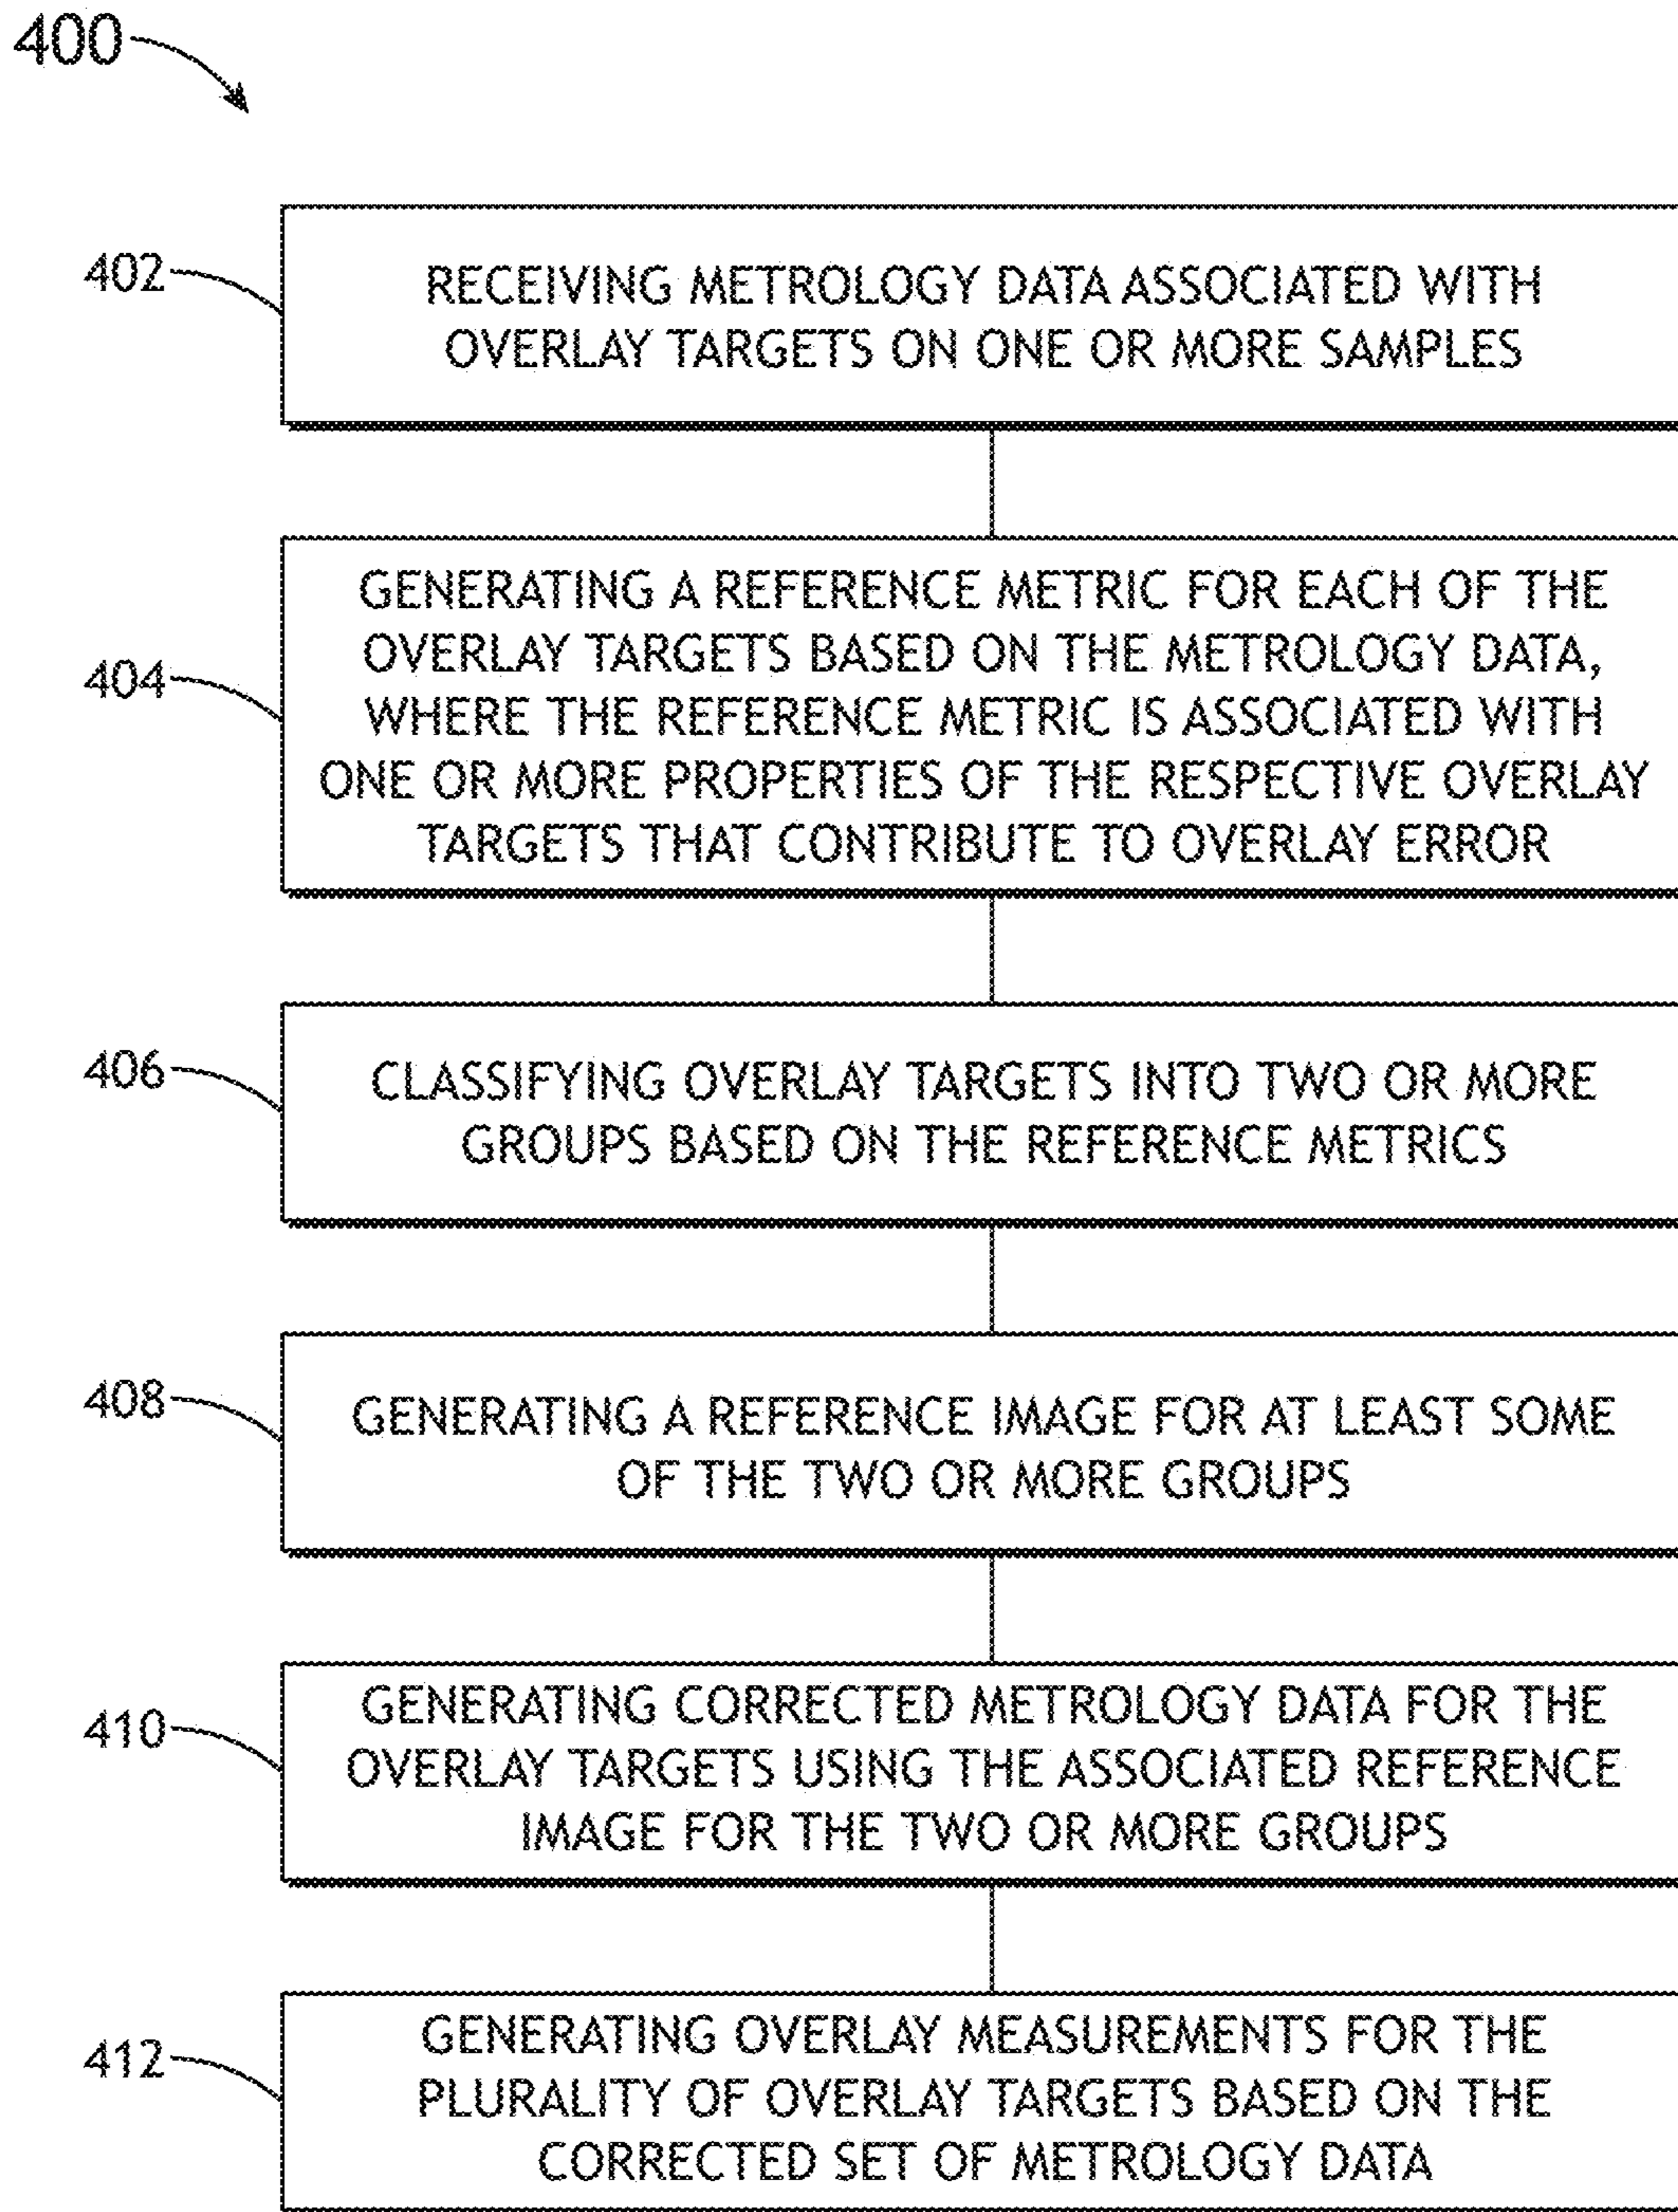 400
402
RECEIVING METROLOGY DATA ASSOCIATED WITH
OVERLAY TARGETS ON ONE OR MORE SAMPLES
404
GENERATING A REFERENCE METRIC FOR EACH OF THE
OVERLAY TARGETS BASED ON THE METROLOGY DATA,
WHERE THE REFERENCE METRIC IS ASSOCIATED WITH
ONE OR MORE PROPERTIES OF THE RESPECTIVE OVERLAY
TARGETS THAT CONTRIBUTE TO OVERLAY ERROR
406
CLASSIFYING OVERLAY TARGETS INTO TWO OR MORE
GROUPS BASED ON THE REFERENCE METRICS
408
GENERATING A REFERENCE IMAGE FOR AT LEAST SOME
OF THE TWO OR MORE GROUPS
410
GENERATING CORRECTED METROLOGY DATA FOR THE
OVERLAY TARGETS USING THE ASSOCIATED REFERENCE
IMAGE FOR THE TWO OR MORE GROUPS
412
GENERATING OVERLAY MEASUREMENTS FOR THE
PLURALITY OF OVERLAY TARGETS BASED ON THE
CORRECTED SET OF METROLOGY DATA